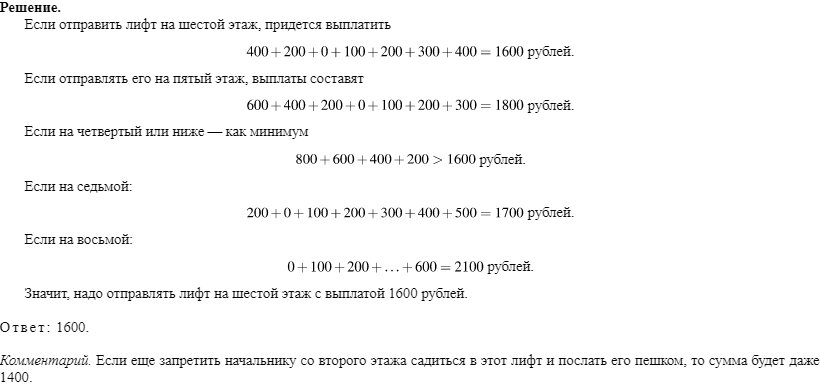 Решение.
Если отправить лифт на шестой этаж, придется выплатить
400 + 200 + 0 + 100 + 200 + 300 + 400 = 1600 рублей.
Если отправлять его на пятый этаж, выплаты составят
600 + 400 + 200 + 0 + 100 + 200 + 300 = 1800 рублей.
Если на четвертый или ниже — как минимум
800 + 600 + 400 + 200 > 1600 рублей.
Если на седьмой:
200 + 0 + 100 + 200 + 300 + 400 + 500 = 1700 рублей.
Если на восьмой:
0 + 100 + 200 + … + 600 = 2100 рублей.
Значит, надо отправлять лифт на шестой этаж с выплатой 1600 рублей.
Ответ: 1600.
Комментарий. Если еще запретить начальнику со второго этажа садиться в этот лифт и послать его пешком, то сумма будет даже
1400.